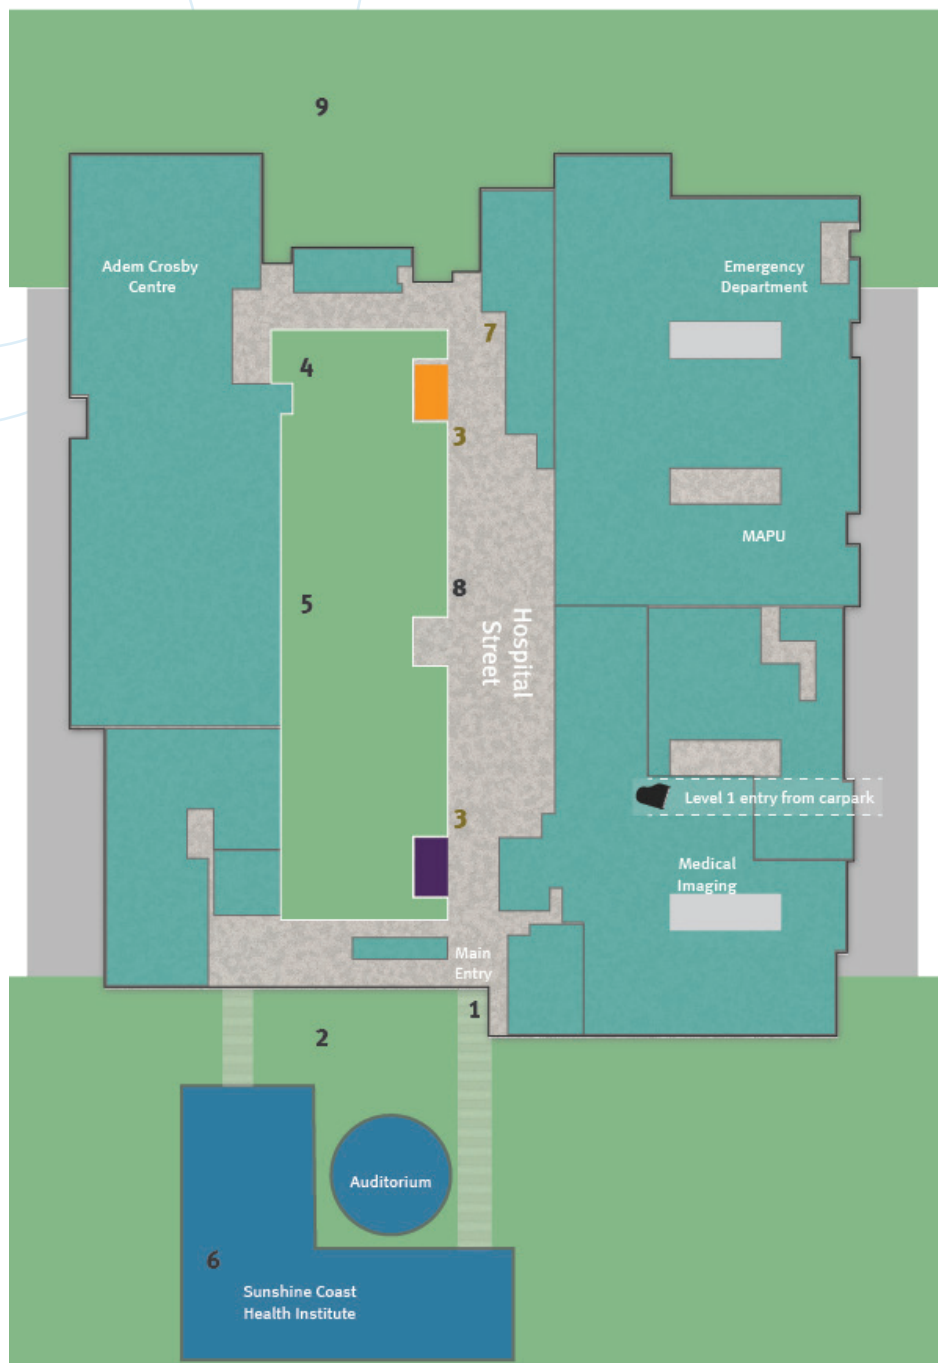 9
Adem Crosby
Centre
Emergency
Department
7
4
3
MAPU
8
5
Hospital
Street
Level 1 entry from carpark
3
Medical
Imaging
Main
Entry
1
2
Auditorium
6
Sunshine Coast
Health Institute